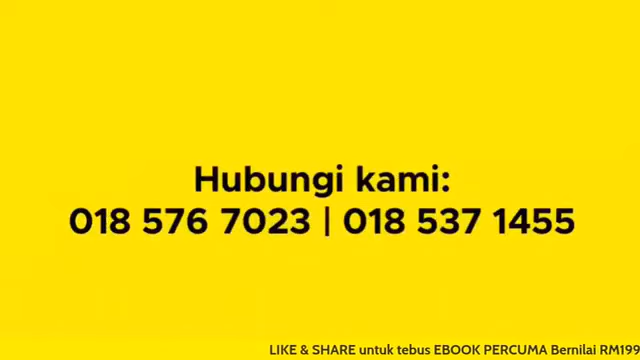 Hubungi kami:
018 576 7023 | 018 537 1455
LIKE & SHARE untuk tebus EBOOK PERCUMA Bernilai RM199